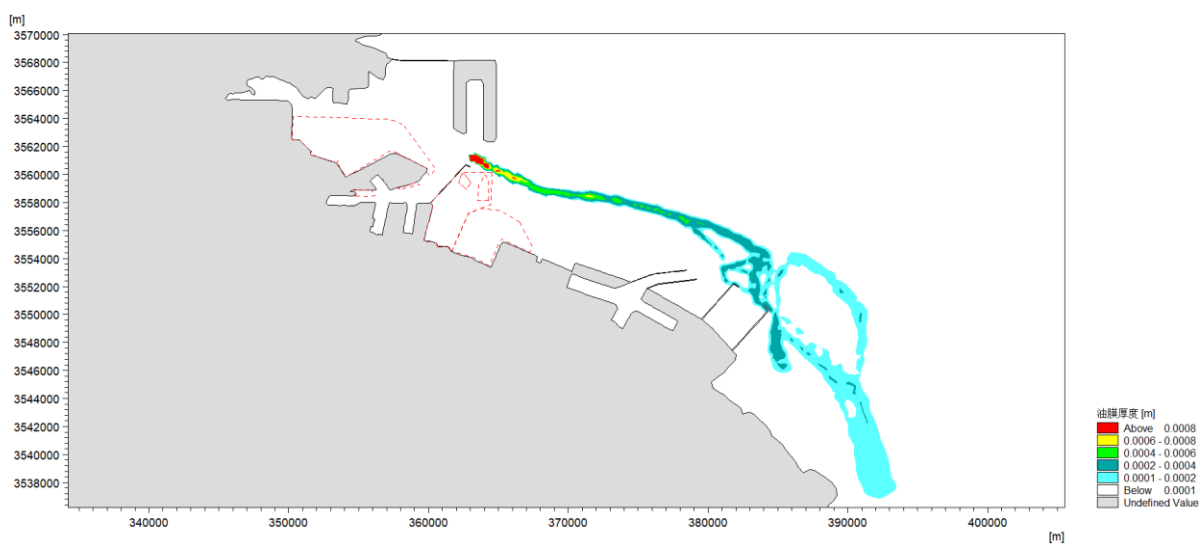 [m]
3570000
3568000
3566000
3564000
3562000
3560000
3558000
3556000
3554000
3552000
3550000
3548000
3546000
3544000
3542000
3540000
3538000
340000 350000 360000 370000 380000 390000 400000
[m]
油膜厚度 [m]
Above 0.0008
0.0006 - 0.0008
0.0004 - 0.0006
0.0002 - 0.0004
0.0001 - 0.0002
Below 0.0001
Undefined Value